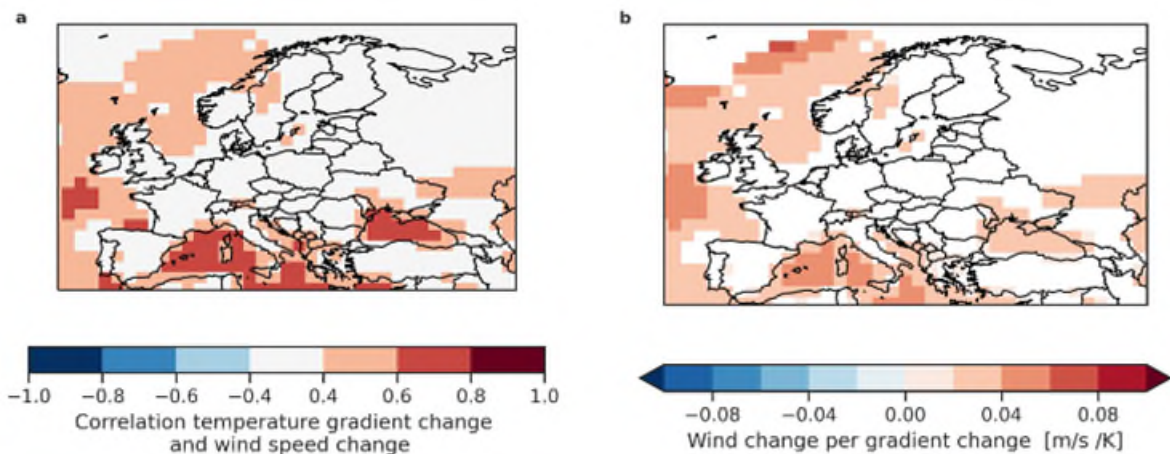 a
b
−1.0 −0.8 −0.6 −0.4 0.4 0.6 0.8 1.0
Correlation temperature gradient change
and wind speed change
−0.08 −0.04 0.00 0.04 0.08
Wind change per gradient change [m/s /K]